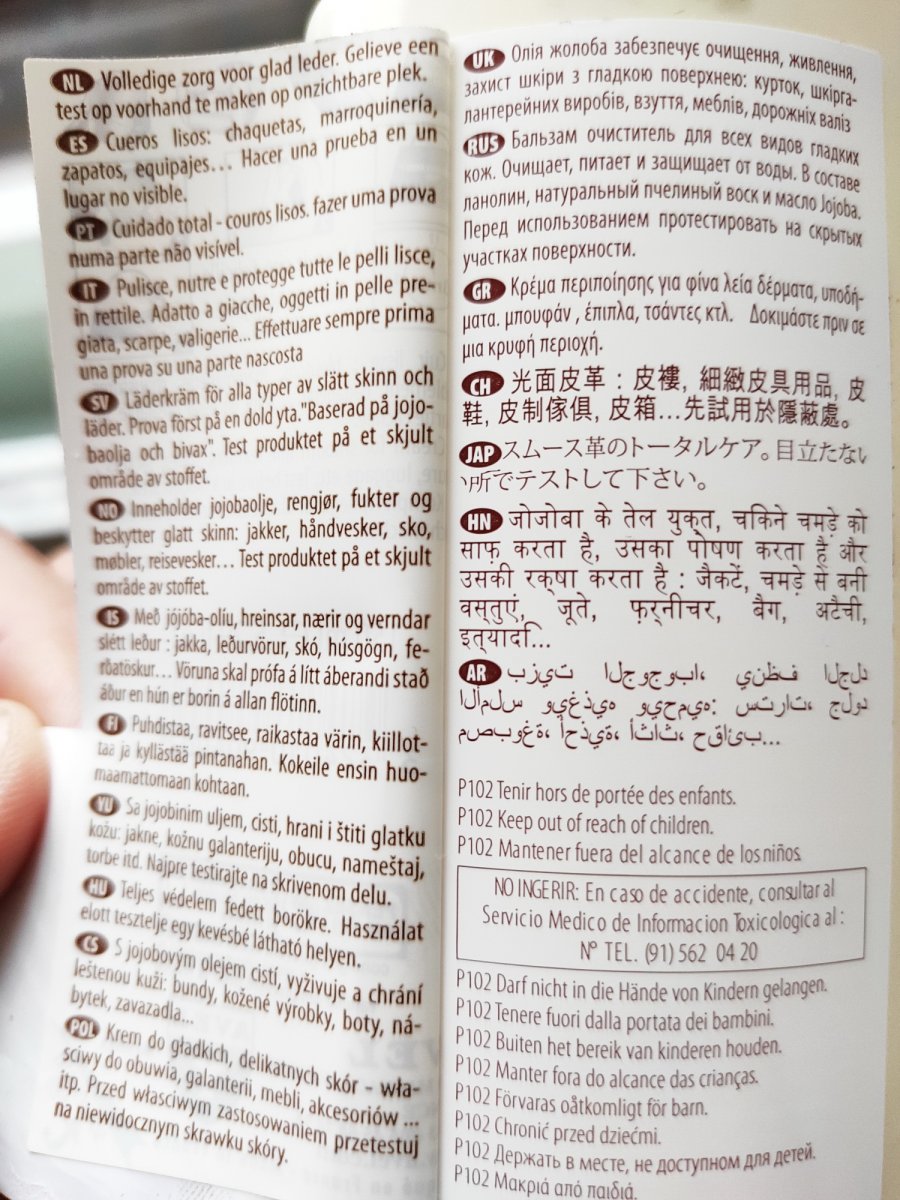 NL Volledige zorg voor glad leder. Gelieve een
test op voorhand te maken op onzichtbare plek.
ES Cueros lisos: chaquetas, marroquinería,
zapatos, equipajes... Hacer una prueba en un
lugar no visible.
PT Cuidado total - couros lisos. fazer uma prova
numa parte não visível.
IT Pulisce, nutre e protegge tutte le pelli lisce,
in rettile. Adatto a giacche, oggetti in pelle pre-
giata, scarpe, valigerie... Effettuare sempre prima
una prova su una parte nascosta
SV Läderkräm för alla typer av slätt skinn och
läder. Prova först på en dold yta."Baserad på jojo-
baolja och bivax". Test produktet på et skjult
område av stoffet.
NO Inneholder jojobaolje, rengjør, fukter og
beskytter glatt skinn: jakker, håndvesker, sko,
møbler, reisevesker... Test produktet på et skjult
område av stoffet.
IS Með jójóba-olíu, hreinsar, nærir og verndar
slétt leður : jakka, leðurvörur, skó, húsgögn, fe-
rðatöskur... Vöruna skal prófa á lítt áberandi stað
áður en hún er borin á allan flötinn.
FI Puhdistaa, ravitsee, raikastaa värin, kiillot-
taa ja kyllästää pintanahan. Kokeile ensin huo-
maamattomaan kohtaan.
YU Sa jojobinim uljem, cisti, hrani i štiti glatku
kožu: jakne, kožnu galanteriju, obucu, nameštaj,
torbe itd. Najpre testirajte na skrivenom delu.
HU Teljes védelem fedett borökre. Használat
elott tesztelje egy kevésbé látható helyen.
CS S jojobovým olejem cistí, vyživuje a chrání
leštenou kuži: bundy, kožené výrobky, boty, ná-
bytek, zavazadla...
POL Krem do gładkich, delikatnych skór - wła-
sciwy do obuwia, galanterii, mebli, akcesoriów ...
itp. Przed własciwym zastosowaniem przetestuj
na niewidocznym skrawku skóry.
UK Олія жолоба забезпечує очищення, живлення,
захист шкіри з гладкою поверхнею: курток, шкірга-
лантерейних виробів, взуття, меблів, дорожніх валіз
RUS Бальзам очиститель для всех видов гладких
кож. Очищает, питает и защищает от воды. В составе
ланолин, натуральный пчелиный воск и масло Jojoba.
Перед использованием протестировать на скрытых
участках поверхности.
GR Κρέμα περιποίησης για φίνα λεία δέρματα, υποδή-
ματα. μπουφάν , έπιπλα, τσάντες κτλ. Δοκιμάστε πριν σε
μια κρυφή περιοχή.
CH 光面皮革 : 皮褸, 細緻皮具用品, 皮
鞋, 皮制傢俱, 皮箱...先試用於隱蔽處。
JAP スムース革のトータルケア。目立たない
所でテストして下さい。
HN जोजोबा के तेल युक्त, चकिने चमड़े को
साफ़ करता है, उसका पोषण करता है और
उसकी रक्षा करता है : जैकटें, चमड़े से बनी
वस्तुएं, जूते, फ़र्नीचर, बैग, अटैची,
इत्यादि...
AR بزيت الجوجوبا، ينظف الجلد
الأملس ويغذيه ويحميه: سترات، جلود
مصبوغة، أحذية، أثاث، حقائب...
P102 Tenir hors de portée des enfants.
P102 Keep out of reach of children.
P102 Mantener fuera del alcance de los niños.
NO INGERIR: En caso de accidente, consultar al
Servicio Medico de Informacion Toxicologica al :
N° TEL. (91) 562 04 20
P102 Darf nicht in die Hände von Kindern gelangen.
P102 Tenere fuori dalla portata dei bambini.
P102 Buiten het bereik van kinderen houden.
P102 Manter fora do alcance das crianças.
P102 Förvaras oåtkomligt för barn.
P102 Chronić przed dziećmi.
P102 Держать в месте, не доступном для детей.
P102 Μακριά από παιδιά.